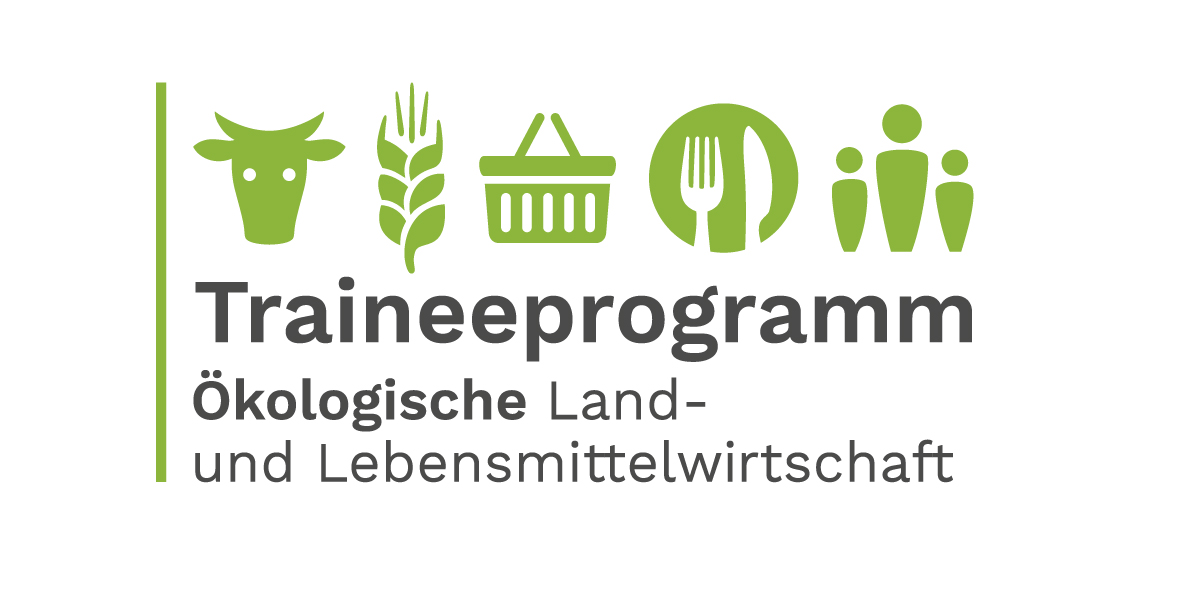 Traineeprogramm
Ökologische Land-
und Lebensmittelwirtschaft